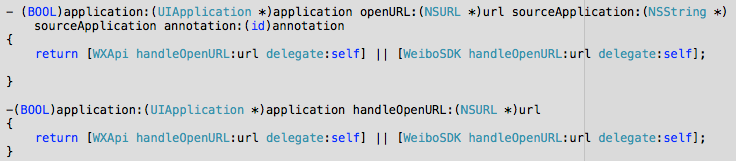 - (BOOL)application:(UIApplication *)application openURL:(NSURL *)url sourceApplication:(NSString *)
sourceApplication annotation:(id)annotation
{
return [WXApi handleOpenURL:url delegate:self] || [WeiboSDK handleOpenURL:url delegate:self];
}
-(BOOL)application:(UIApplication *)application handleOpenURL:(NSURL *)url
{
return [WXApi handleOpenURL:url delegate:self] || [WeiboSDK handleOpenURL:url delegate:self];
}